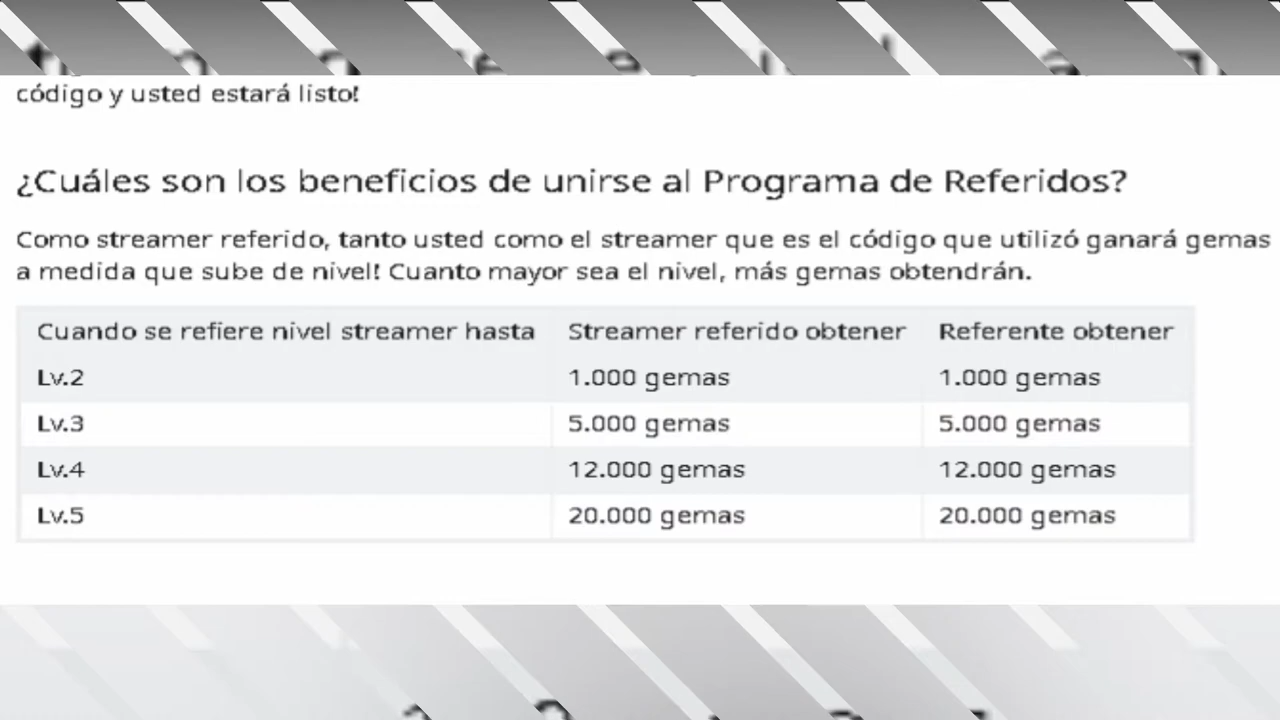 código y usted estará listo!
¿Cuáles son los beneficios de unirse al Programa de Referidos?
Como streamer referido, tanto usted como el streamer que es el código que utilizó ganará gemas
a medida que sube de nivel! Cuanto mayor sea el nivel, más gemas obtendrán.
Cuando se refiere nivel streamer hasta Streamer referido obtener Referente obtener
Lv.2 1.000 gemas 1.000 gemas
Lv.3 5.000 gemas 5.000 gemas
Lv.4 12.000 gemas 12.000 gemas
Lv.5 20.000 gemas 20.000 gemas